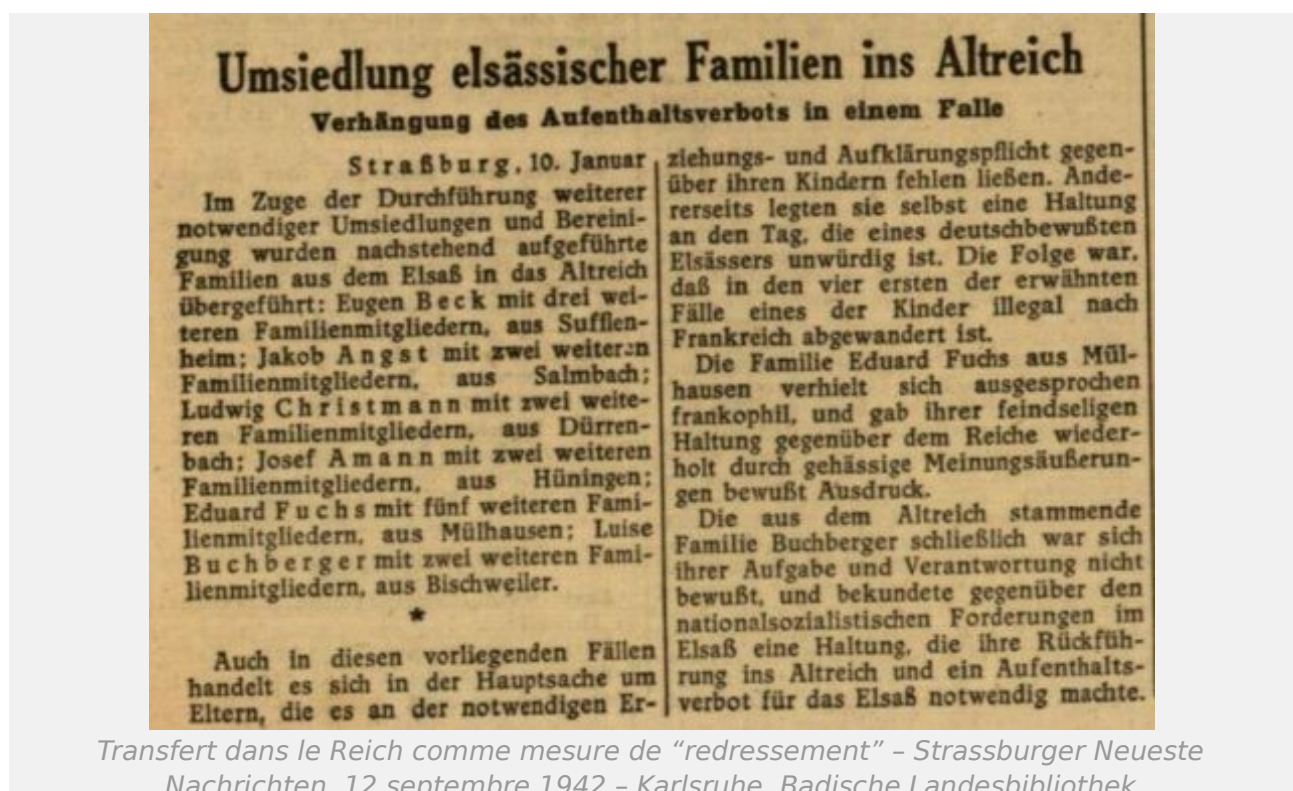 Umsiedlung elsässischer Familien ins Altreich
Verhängung des Aufenthaltsverbots in einem Falle
Straßburg, 10. Januar
Im Zuge der Durchführung weiterer
notwendiger Umsiedlungen und Bereini-
gung wurden nachstehend aufgeführte
Familien aus dem Elsaß in das Altreich
übergeführt: Eugen Beck mit drei wei-
teren Familienmitgliedern, aus Sufflen-
heim; Jakob Angst mit zwei weiteren
Familienmitgliedern, aus Salmbach;
Ludwig Christmann mit zwei weite-
ren Familienmitgliedern, aus Dürren-
bach; Josef Amann mit zwei weiteren
Familienmitgliedern, aus Hüningen;
Eduard Fuchs mit fünf weiteren Fami-
lienmitgliedern, aus Mülhausen; Luise
Buchberger mit zwei weiteren Fami-
lienmitgliedern, aus Bischweiler.
*
Auch in diesen vorliegenden Fällen
handelt es sich in der Hauptsache um
Eltern, die es an der notwendigen Er-
ziehungs- und Aufklärungspflicht gegen-
über ihren Kindern fehlen ließen. Ande-
rerseits legten sie selbst eine Haltung
an den Tag, die eines deutschbewußten
Elsässers unwürdig ist. Die Folge war,
daß in den vier ersten der erwähnten
Fälle eines der Kinder illegal nach
Frankreich abgewandert ist.
Die Familie Eduard Fuchs aus Mül-
hausen verhielt sich ausgesprochen
frankophil, und gab ihrer feindseligen
Haltung gegenüber dem Reiche wieder-
holt durch gehässige Meinungsäußerun-
gen bewußt Ausdruck.
Die aus dem Altreich stammende
Familie Buchberger schließlich war sich
ihrer Aufgabe und Verantwortung nicht
bewußt, und bekundete gegenüber den
nationalsozialistischen Forderungen im
Elsaß eine Haltung, die ihre Rückfüh-
rung ins Altreich und ein Aufenthalts-
verbot für das Elsaß notwendig machte.
Transfert dans le Reich comme mesure de “redressement” – Strassburger Neueste
Nachrichten, 12 septembre 1942 – Karlsruhe, Badische Landesbibliothek